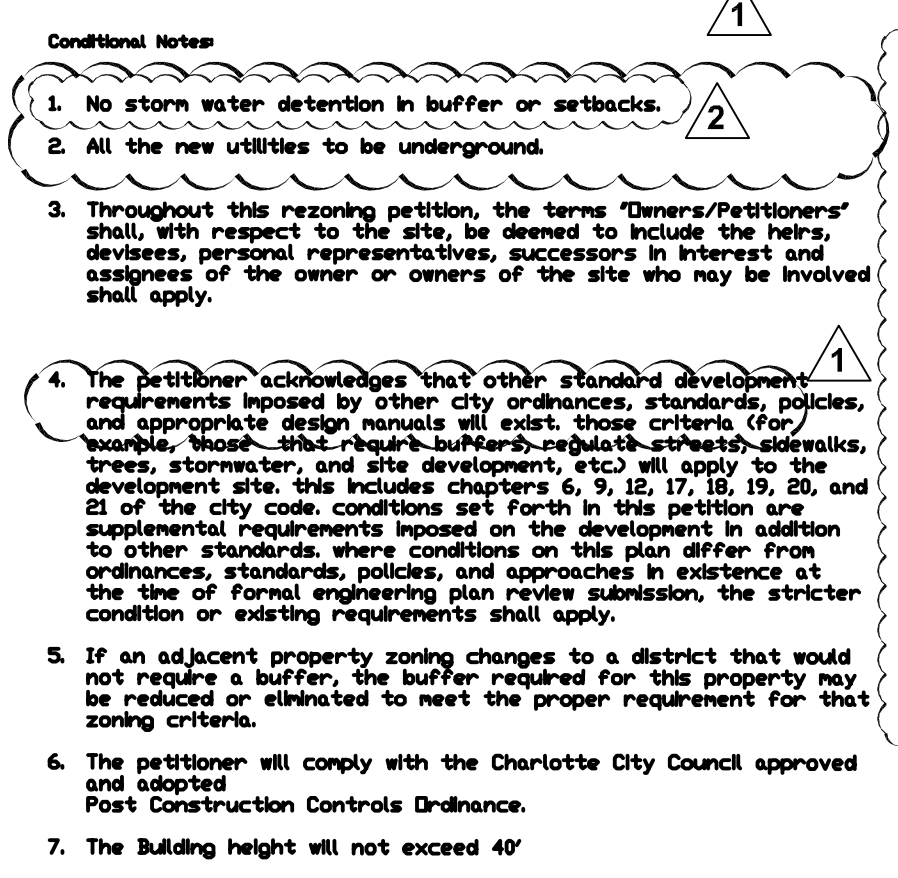 1
Conditional Notes:
1. No storm water detention in buffer or setbacks.
2
2. All the new utilities to be underground.
3. Throughout this rezoning petition, the terms "Owners/Petitioners"
shall, with respect to the site, be deemed to include the heirs,
devisees, personal representatives, successors in interest and
assignees of the owner or owners of the site who may be involved
shall apply.
1
4. The petitioner acknowledges that other standard development
requirements imposed by other city ordinances, standards, policies,
and appropriate design manuals will exist. those criteria (for
example, those that require buffers, regulate streets, sidewalks,
trees, stormwater, and site development, etc.) will apply to the
development site. this includes chapters 6, 9, 12, 17, 18, 19, 20, and
21 of the city code. conditions set forth in this petition are
supplemental requirements imposed on the development in addition
to other standards. where conditions on this plan differ from
ordinances, standards, policies, and approaches in existence at
the time of formal engineering plan review submission, the stricter
condition or existing requirements shall apply.
5. If an adjacent property zoning changes to a district that would
not require a buffer, the buffer required for this property may
be reduced or eliminated to meet the proper requirement for that
zoning criteria.
6. The petitioner will comply with the Charlotte City Council approved
and adopted
Post Construction Controls Ordinance.
7. The Building height will not exceed 40'